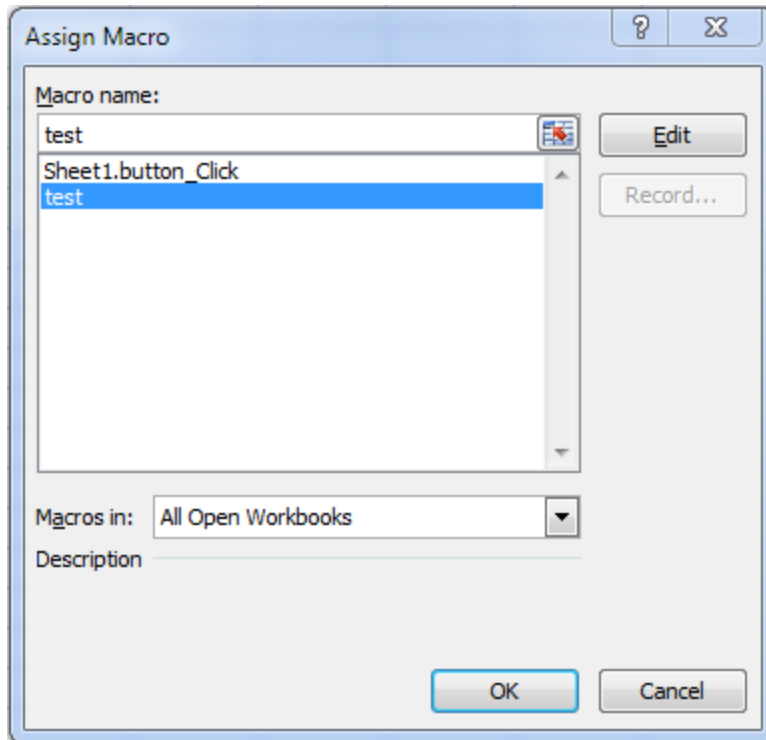 Assign Macro
Macro name:
test
Edit
Sheet1.button_Click
test
Record...
Macros in:
All Open Workbooks
Description
OK
Cancel